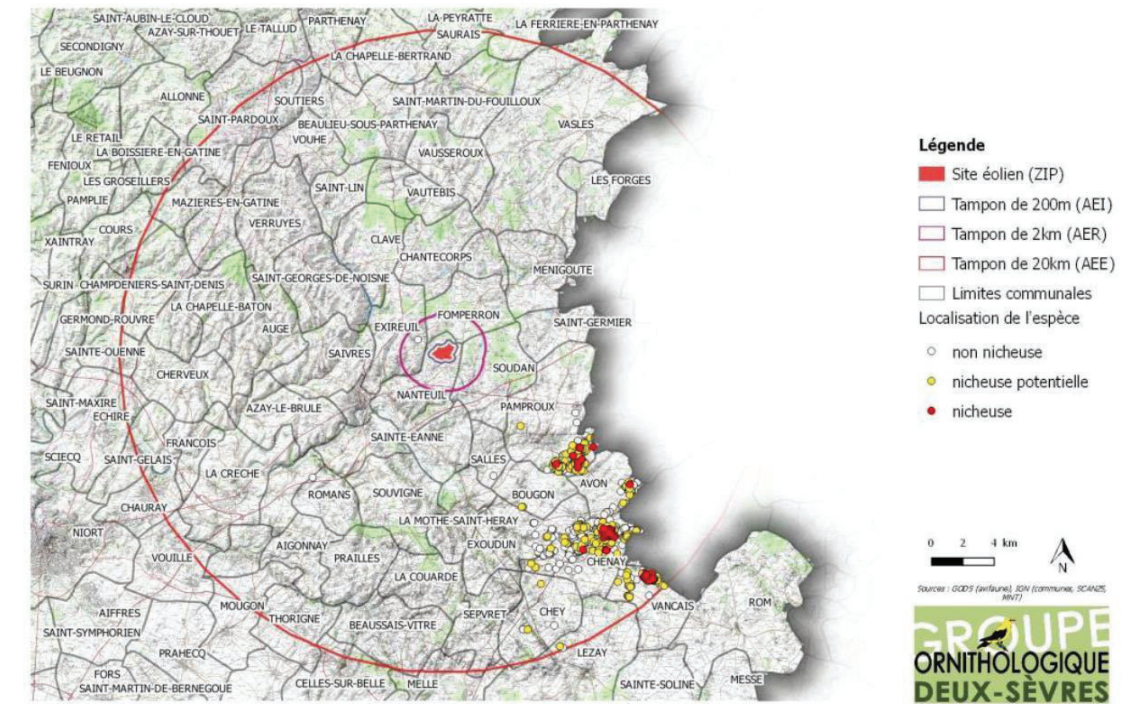 SAINT-AUBIN-LE-CLOUD
PARTHENAY
LA PEYRATTE
LA FERRIERE-EN-PARTHENAY
AZAY-SUR-THOUET
LE TALLUD
SAURAIS
SECONDIGNY
LA CHAPELLE-BERTRAND
LE BEUGNON
ALLONNE
SOUTIERS
SAINT-MARTIN-DU-FOUILLOUX
SAINT-PARDOUX
BEAULIEU-SOUS-PARTHENAY
VASLES
LE RETAIL
VOUHE
LA BOISSIERE-EN-GATINE
VAUSSEROUX
FENIOUX
LES GROSEILLERS
SAINT-LIN
VAUTEBIS
LES FORGES
PAMPLIE
MAZIERES-EN-GATINE
COURS
VERRUYES
XAINTRAY
CLAVE
CHANTECORPS
MENIGOUTE
SURIN
CHAMPDENIERS-SAINT-DENIS
SAINT-GEORGES-DE-NOISNE
LA CHAPELLE-BATON
GERMOND-ROUVRE
AUGE
EXIREUIL
FOMPERRON
SAINT-GERMIER
SAINTE-OUENNE
SAIVRES
SOUDAN
CHERVEUX
NANTEUIL
SAINT-MAXIRE
ECHIRE
AZAY-LE-BRULE
PAMPROUX
FRANCOIS
SAINTE-EANNE
SCIECQ
SAINT-GELAIS
LA CRECHE
SALLES
AVON
ROMANS
SOUVIGNE
BOUGON
CHAURAY
NIORT
LA MOTHE-SAINT-HERAY
VOUILLE
AIGONNAY
PRAILLES
EXOUDUN
CHENAY
LA COUARDE
AIFFRES
MOUGON
THORIGNE
BEAUSSAIS-VITRE
SEPVRET
CHEY
VANCAIS
ROM
SAINT-SYMPHORIEN
PRAHECQ
LEZAY
FORS
SAINT-MARTIN-DE-BERNEGOUE
CELLES-SUR-BELLE
MELLE
SAINTE-SOLINE
MESSE
Légende
Site éolien (ZIP)
Tampon de 200m (AEI)
Tampon de 2km (AER)
Tampon de 20km (AEE)
Limites communales
Localisation de l'espèce
non nicheuse
nicheuse potentielle
nicheuse
0 2 4 km
N
Sources : GODS (avifaune), IGN (communes, SCAN25,
GROUPE
ORNITHOLOGIQUE
DEUX-SÈVRES